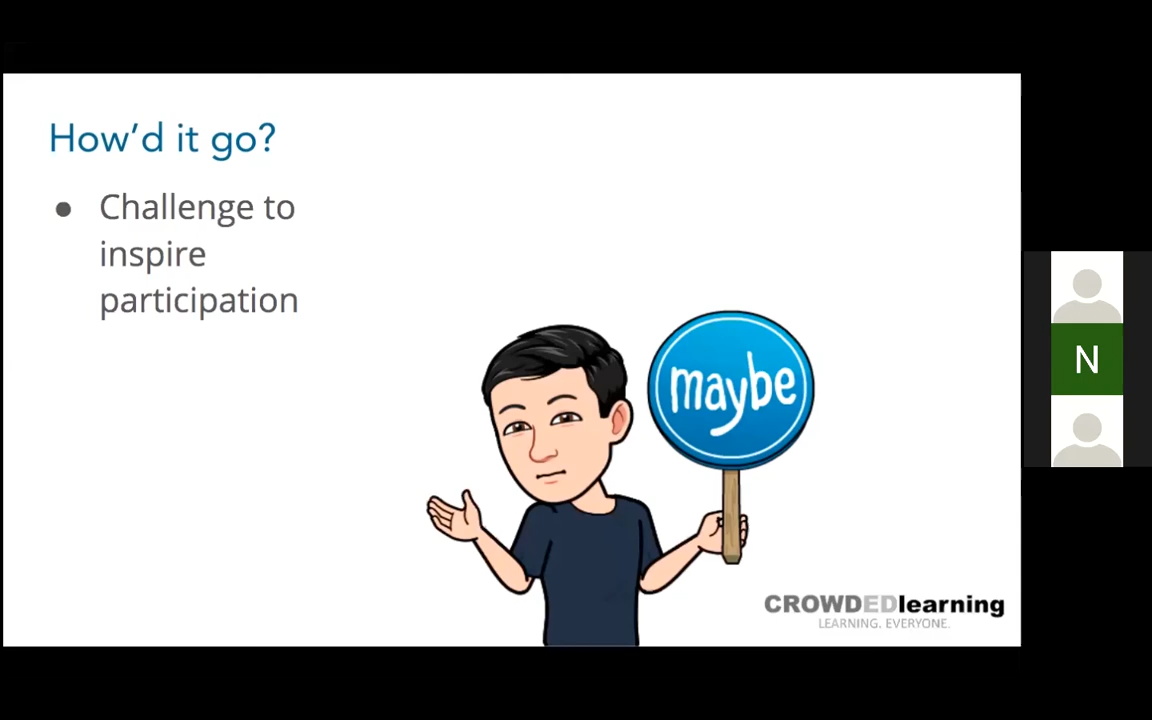 How'd it go?
● Challenge to
inspire
participation
maybe
N
CROWDEDlearning
LEARNING. EVERYONE.